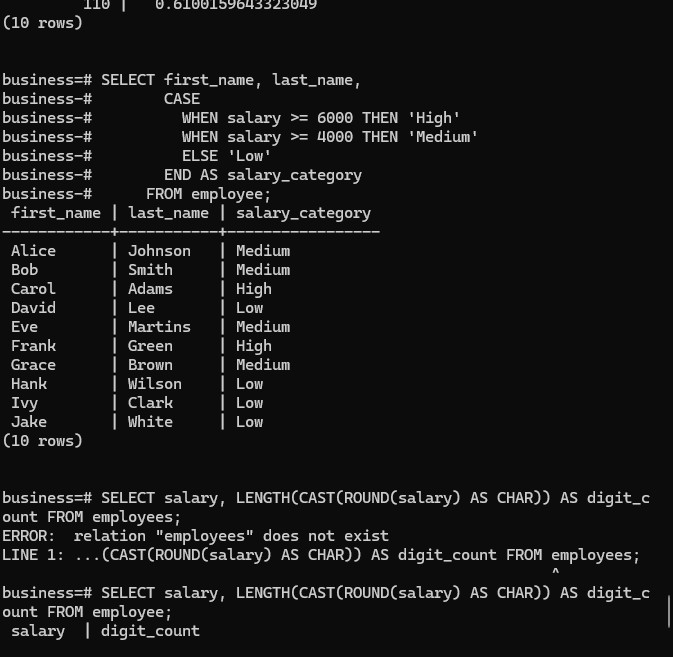 110 |   0.6100159643323049
(10 rows)
business=# SELECT first_name, last_name,
business-#        CASE
business-#          WHEN salary >= 6000 THEN 'High'
business-#          WHEN salary >= 4000 THEN 'Medium'
business-#          ELSE 'Low'
business-#        END AS salary_category
business-#      FROM employee;
 first_name | last_name | salary_category
------------+-----------+-----------------
 Alice      | Johnson   | Medium
 Bob        | Smith     | Medium
 Carol      | Adams     | High
 David      | Lee       | Low
 Eve        | Martins   | Medium
 Frank      | Green     | High
 Grace      | Brown     | Medium
 Hank       | Wilson    | Low
 Ivy        | Clark     | Low
 Jake       | White     | Low
(10 rows)
business=# SELECT salary, LENGTH(CAST(ROUND(salary) AS CHAR)) AS digit_c
ount FROM employees;
ERROR:  relation "employees" does not exist
LINE 1: ...(CAST(ROUND(salary) AS CHAR)) AS digit_count FROM employees;
                                                             ^
business=# SELECT salary, LENGTH(CAST(ROUND(salary) AS CHAR)) AS digit_c
ount FROM employee;
 salary  | digit_count